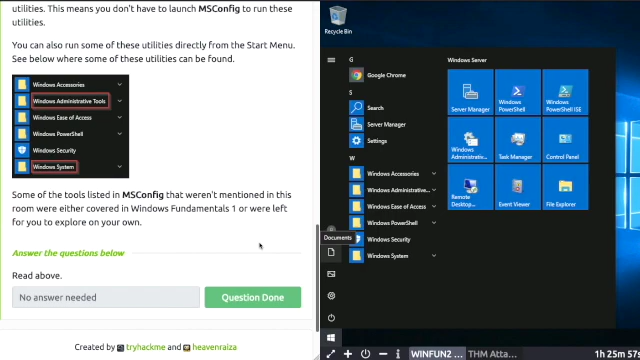 utilities. This means you don't have to launch MSConfig to run these
utilities.
You can also run some of these utilities directly from the Start Menu.
See below where some of these utilities can be found.
Windows Accessories
Windows Administrative Tools
Windows Ease of Access
Windows PowerShell
Windows Security
Windows System
Some of the tools listed in MSConfig that weren't mentioned in this
room were either covered in Windows Fundamentals 1 or were left
for you to explore on your own.
Answer the questions below
Read above.
No answer needed
Question Done
Created by tryhackme and heavenraiza
Recycle Bin
G
Google Chrome
S
Search
Server Manager
Settings
W
Windows Accessories
Windows Administrative...
Windows Ease of Access
Windows PowerShell
Windows Security
Windows System
Documents
Windows Server
Server Manager
Windows PowerShell
Windows PowerShell ISE
Windows Administrativ...
Task Manager
Control Panel
Remote Desktop...
Event Viewer
File Explorer
WINFUN2 ...
THM Atta...
1h 25m 57